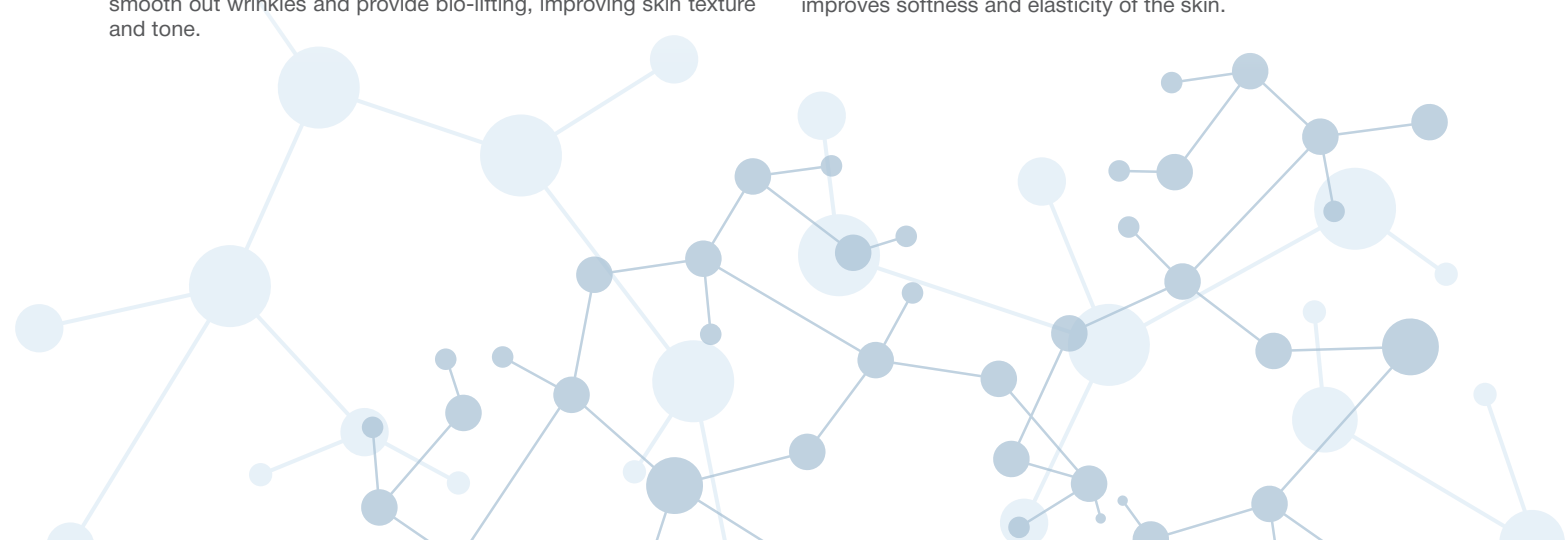 smooth out wrinkles and provide bio-lifting, improving skin texture
and tone.
improves softness and elasticity of the skin.